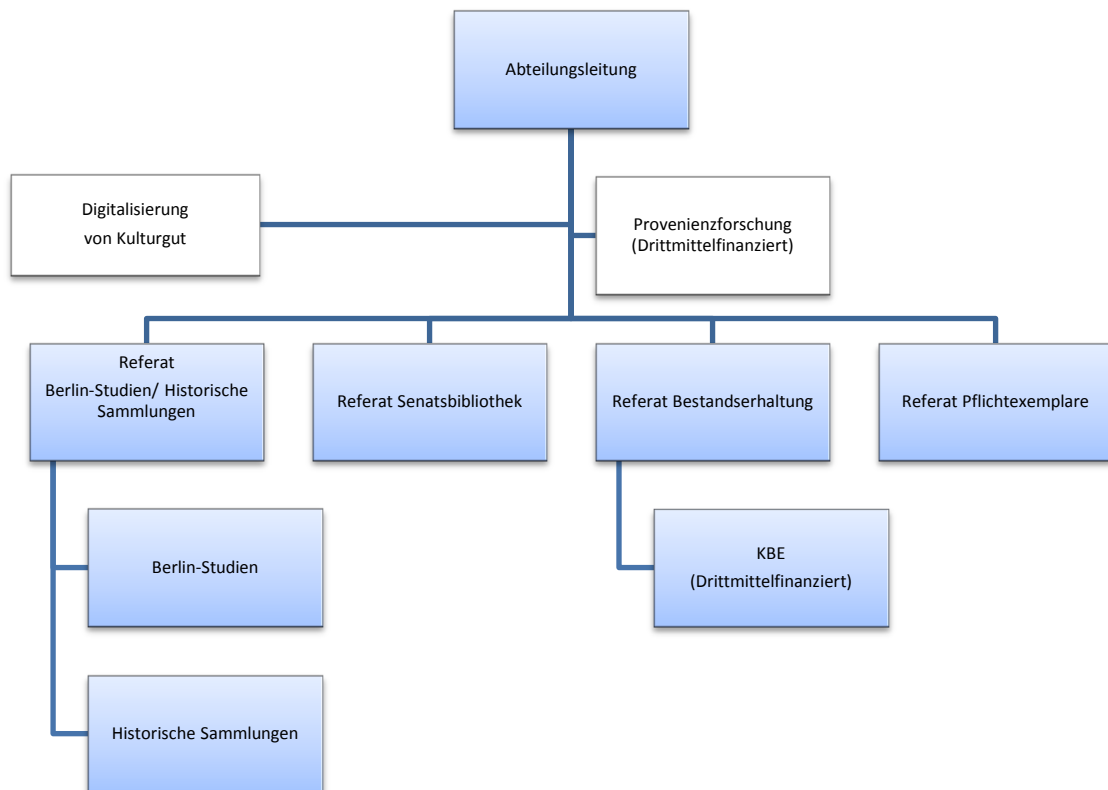 Abteilungsleitung
Digitalisierung
von Kulturgut
Provenienzforschung
(Drittmittelfinanziert)
Referat
Berlin-Studien/ Historische
Sammlungen
Referat Senatsbibliothek
Referat Bestandserhaltung
Referat Pflichtexemplare
Berlin-Studien
KBE
(Drittmittelfinanziert)
Historische Sammlungen